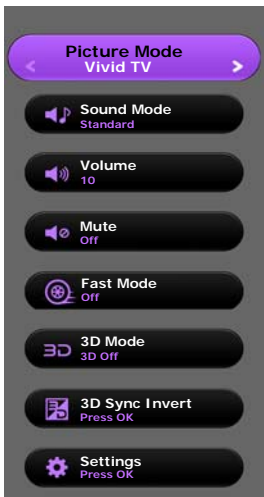 Picture Mode
Vivid TV
Sound Mode
Standard
Volume
10
Mute
Off
Fast Mode
Off
3D Mode
3D Off
3D Sync Invert
Press OK
Settings
Press OK